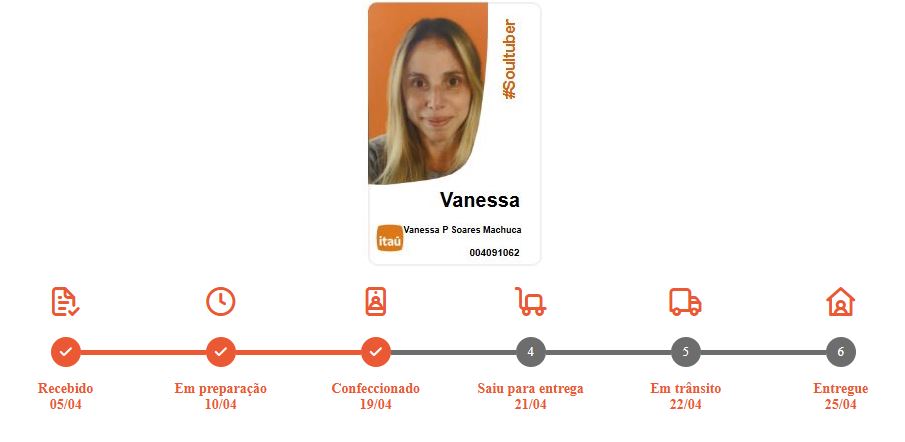 #Soultuber
Vanessa
itaú
Vanessa P Soares Machuca
004091062
4
5
6
Recebido
05/04
Em preparação
10/04
Confeccionado
19/04
Saiu para entrega
21/04
Em trânsito
22/04
Entregue
25/04